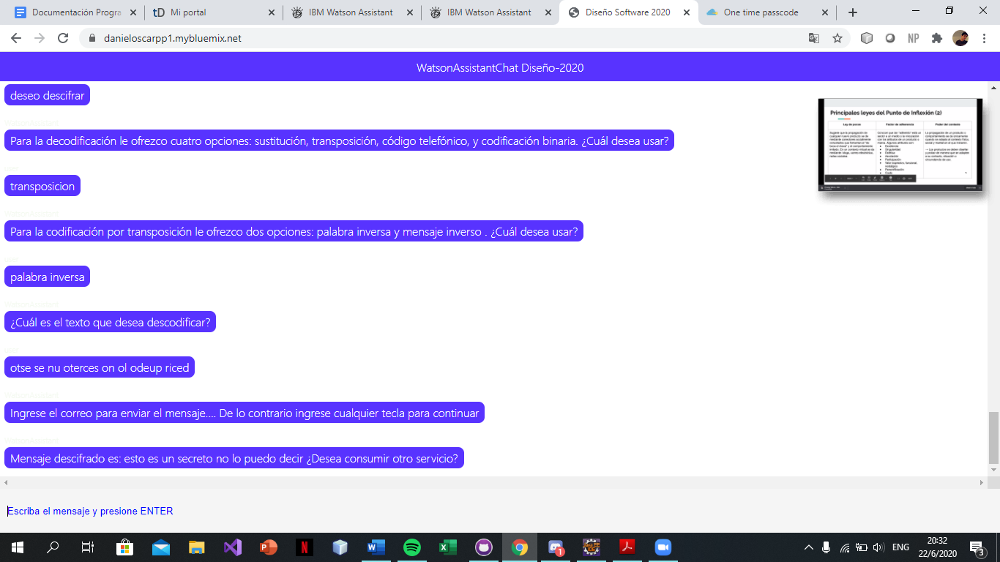 Documentación Progra
Mi portal
IBM Watson Assistant
IBM Watson Assistant
Diseño Software 2020
One time passcode
danieloscarpp1.mybluemix.net
NP
WatsonAssistantChat Diseño-2020
deseo descifrar
WatsonAssistant
Para la decodificación le ofrezco cuatro opciones: sustitución, transposición, código telefónico, y codificación binaria. ¿Cuál desea usar?
transposicion
WatsonAssistant
Para la codificación por transposición le ofrezco dos opciones: palabra inversa y mensaje inverso . ¿Cuál desea usar?
palabra inversa
WatsonAssistant
¿Cuál es el texto que desea descodificar?
otse se nu oterces on ol odeup riced
WatsonAssistant
Ingrese el correo para enviar el mensaje.... De lo contrario ingrese cualquier tecla para continuar
WatsonAssistant
Mensaje descifrado es: esto es un secreto no lo puedo decir ¿Desea consumir otro servicio?
Principales leyes del Punto de Inflexión (2)
Ley de pocos
Factor de adherencia
Poder del contexto
Escriba el mensaje y presione ENTER
ENG
20:32
22/6/2020
3
1